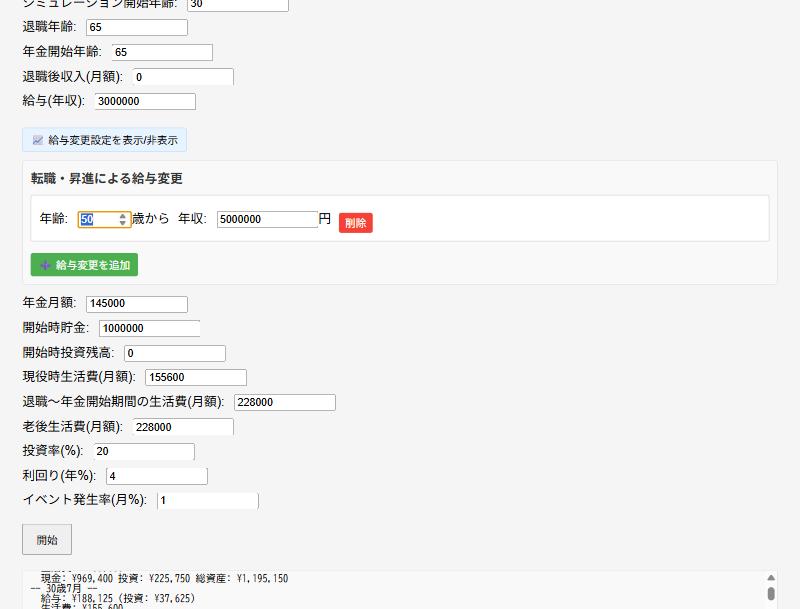 シミュレーション開始年齢: 30
退職年齢: 65
年金開始年齢: 65
退職後収入(月額): 0
給与(年収): 3000000
給与変更設定を表示/非表示
転職・昇進による給与変更
年齢: 50 歳から 年収: 5000000 円 削除
給与変更を追加
年金月額: 145000
開始時貯金: 1000000
開始時投資残高: 0
現役時生活費(月額): 155600
退職～年金開始期間の生活費(月額): 228000
老後生活費(月額): 228000
投資率(%): 20
利回り(年%): 4
イベント発生率(月%): 1
開始
現金: ¥969,400 投資: ¥225,750 総資産: ¥1,195,150
-- 30歳7月 --
給与: ¥188,125 (投資: ¥37,625)
生活費: ¥155,600